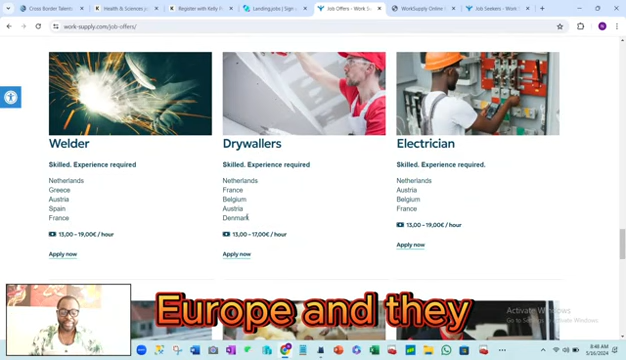 Cross Border Talents
Health & Sciences j
Register with Kelly
Landing.jobs | Sign
Job Offers - Work S
WorkSupply Online
Job Seekers - Work S
work-supply.com/job-offers/
Welder
Skilled. Experience required
Netherlands
Greece
Austria
Spain
France
13,00 - 19,00€ / hour
Apply now
Drywallers
Skilled. Experience required
Netherlands
France
Belgium
Austria
Denmark
13,00 - 17,00€ / hour
Apply now
Electrician
Skilled. Experience required.
Netherlands
Austria
Belgium
France
13,00 - 19,00€ / hour
Apply now
Europe and they
Activate Windows
Go to Settings to activate Windows.
8:48 AM
5/16/2024